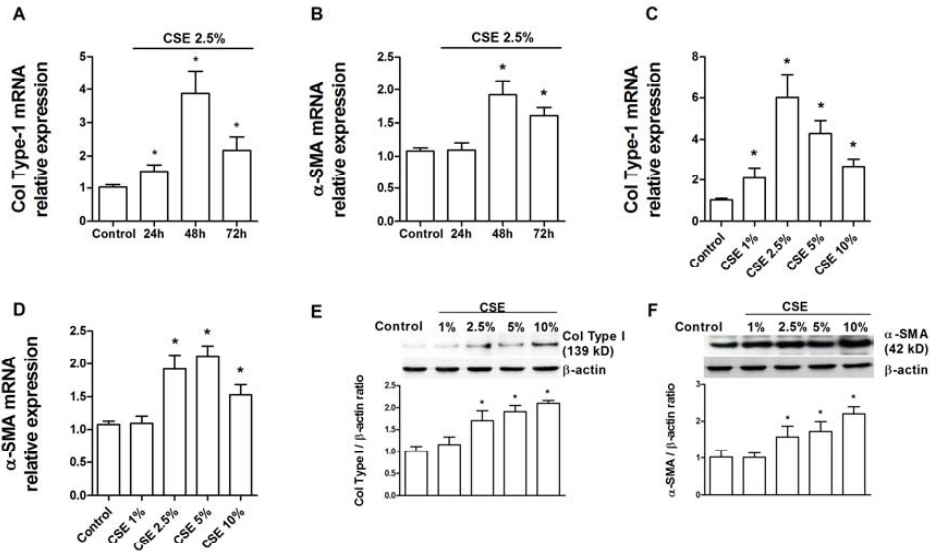 A
CSE 2.5%
Col Type-1 mRNA
relative expression
5
4
3
2
1
0
*
*
*
Control 24h 48h 72h
B
CSE 2.5%
α-SMA mRNA
relative expression
2.5
2.0
1.5
1.0
0.5
0.0
*
*
Control 24h 48h 72h
C
Col Type-1 mRNA
relative expression
8
6
4
2
0
*
*
*
*
Control
CSE 1%
CSE 2.5%
CSE 5%
CSE 10%
D
α-SMA mRNA
relative expression
2.5
2.0
1.5
1.0
0.5
0.0
*
*
*
Control
CSE 1%
CSE 2.5%
CSE 5%
CSE 10%
E
CSE
Control 1% 2.5% 5% 10%
Col Type I
(139 kD)
β-actin
Col Type I / β-actin ratio
2.5
2.0
1.5
1.0
0.5
0.0
*
*
*
F
CSE
Control 1% 2.5% 5% 10%
α-SMA
(42 kD)
β-actin
α-SMA / β-actin ratio
3
2
1
0
*
*
*